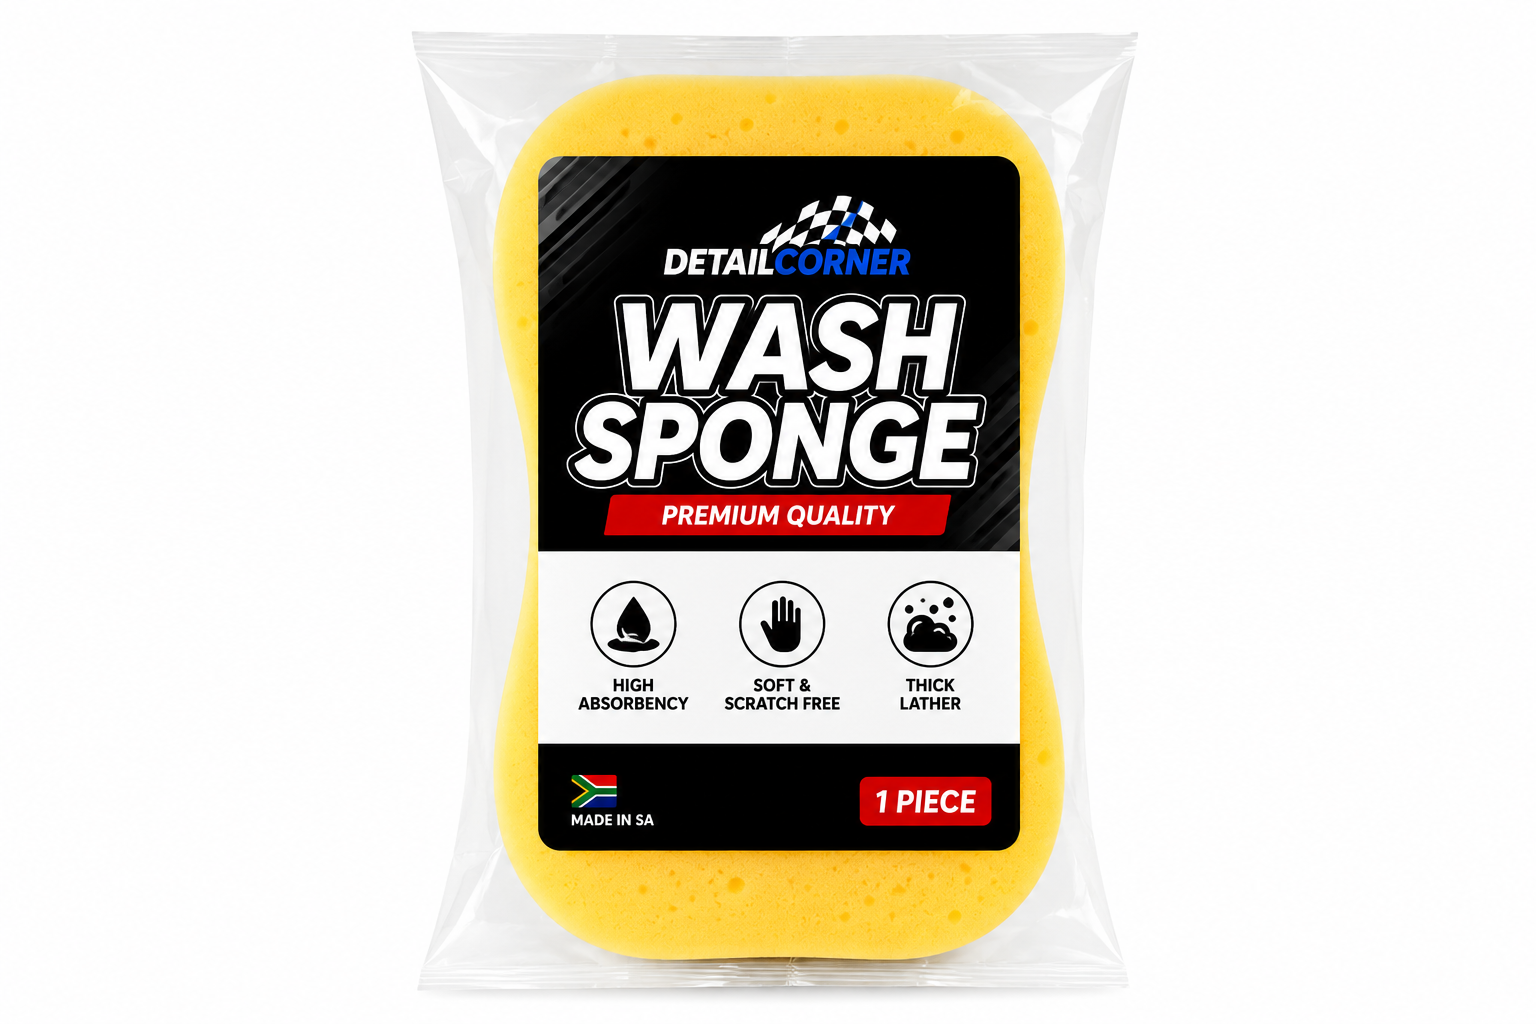 DETAILCORNER
WASH
SPONGE
PREMIUM QUALITY
HIGH
ABSORBENCY
SOFT &
SCRATCH FREE
THICK
LATHER
MADE IN SA
1 PIECE